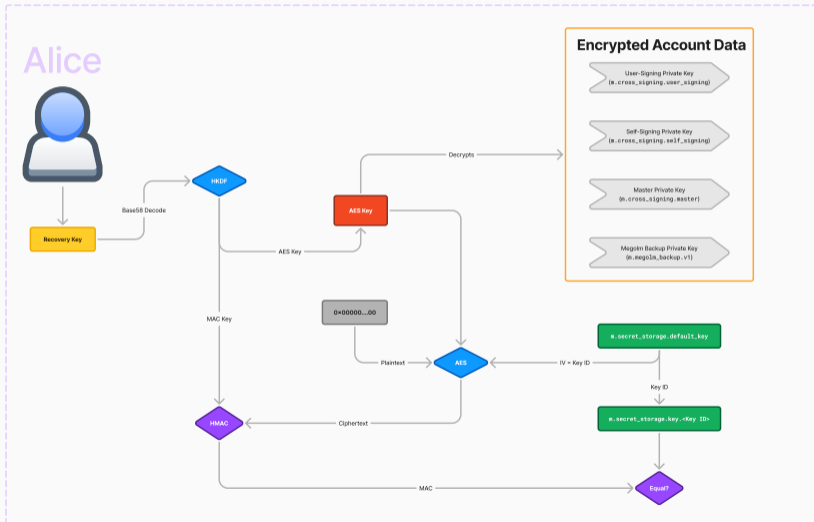 Alice
Encrypted Account Data
User-Signing Private Key
(m.cross_signing.user_signing)
Self-Signing Private Key
(m.cross_signing.self_signing)
Master Private Key
(m.cross_signing.master)
Megolm Backup Private Key
(m.megolm_backup.v1)
Decrypts
HKDF
Base58 Decode
AES Key
Recovery Key
AES Key
MAC Key
0x00000...00
m.secret_storage.default_key
Plaintext
AES
IV = Key ID
Key ID
m.secret_storage.key.<Key ID>
HMAC
Ciphertext
MAC
Equal?